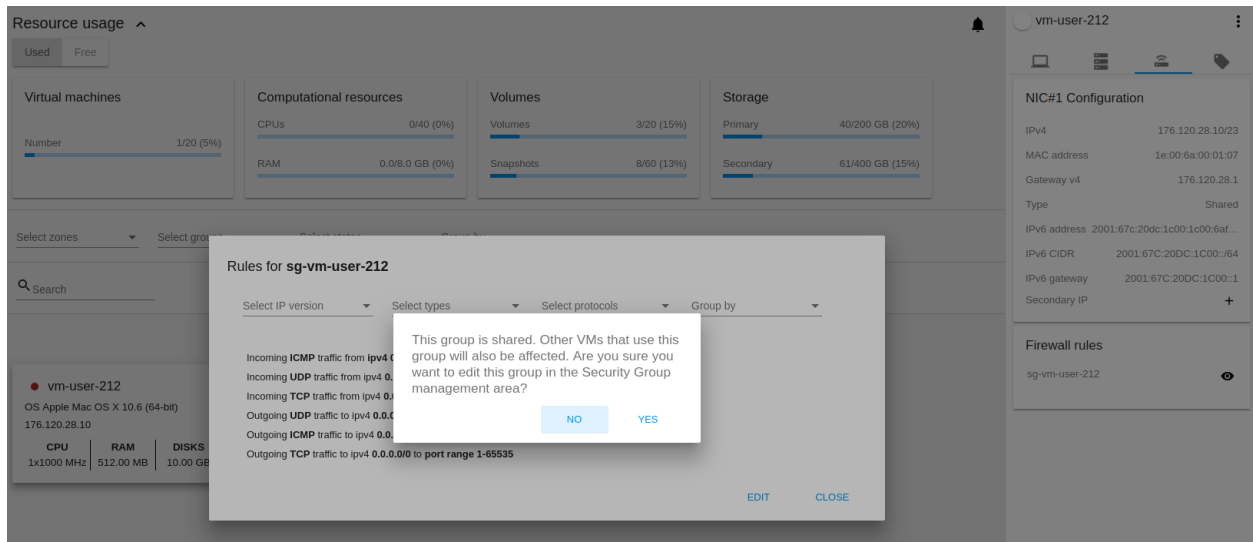 Resource usage
Used Free
Virtual machines
Number 1/20 (5%)
Computational resources
CPUs 0/40 (0%)
RAM 0.0/8.0 GB (0%)
Volumes
Volumes 3/20 (15%)
Snapshots 8/60 (13%)
Storage
Primary 40/200 GB (20%)
Secondary 61/400 GB (15%)
Select zones
Search
vm-user-212
OS Apple Mac OS X 10.6 (64-bit)
176.120.28.10
CPU RAM DISKS
1x1000 MHz 512.00 MB 10.00 GB
Rules for sg-vm-user-212
Select IP version Select types Select protocols Group by
Incoming ICMP traffic from ipv4
Incoming UDP traffic from ipv4
Incoming TCP traffic from ipv4
Outgoing UDP traffic to ipv4
Outgoing ICMP traffic to ipv4
Outgoing TCP traffic to ipv4 0.0.0.0/0 to port range 1-65535
EDIT CLOSE
This group is shared. Other VMs that use this
group will also be affected. Are you sure you
want to edit this group in the Security Group
management area?
NO YES
vm-user-212
NIC#1 Configuration
IPv4 176.120.28.10/23
MAC address 1e:00:6a:00:01:07
Gateway v4 176.120.28.1
Type Shared
IPv6 address 2001:67c:20dc:1c00:1c00:6af...
IPv6 CIDR 2001:67C:20DC:1C00::/64
IPv6 gateway 2001:67C:20DC:1C00::1
Secondary IP +
Firewall rules
sg-vm-user-212